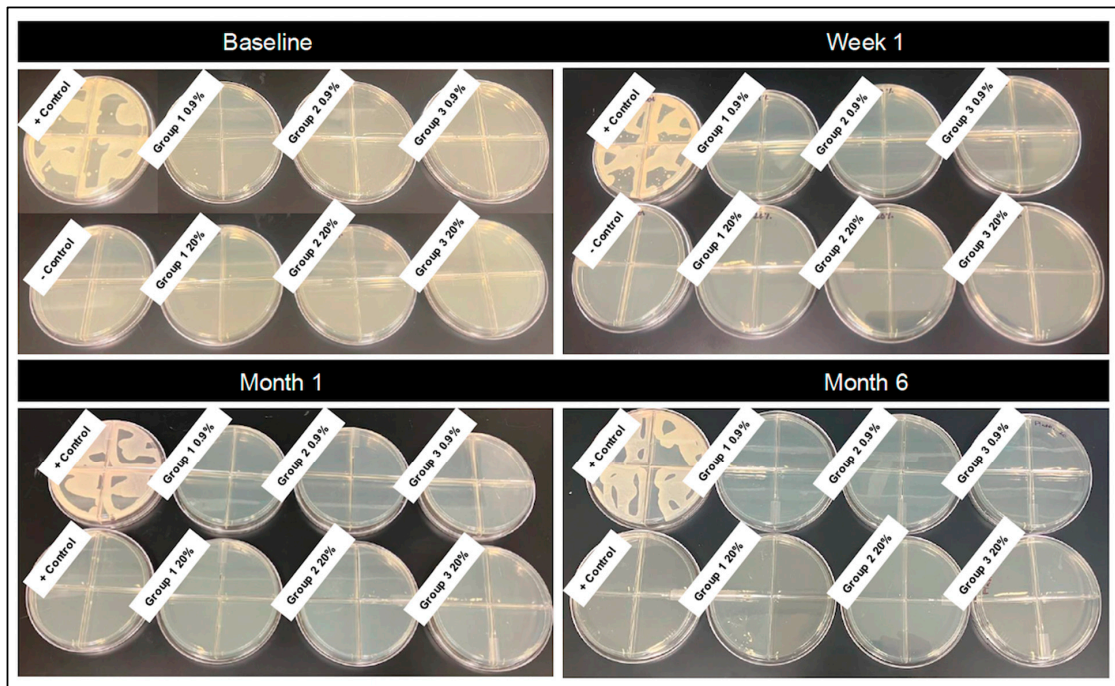 Baseline
Week 1
+ Control
Group 1 0.9%
Group 2 0.9%
Group 3 0.9%
- Control
Group 1 20%
Group 2 20%
Group 3 20%
+ Control
Group 1 0.9%
Group 2 0.9%
Group 3 0.9%
- Control
Group 1 20%
Group 2 20%
Group 3 20%
Month 1
Month 6
+ Control
Group 1 0.9%
Group 2 0.9%
Group 3 0.9%
+ Control
Group 1 20%
Group 2 20%
Group 3 20%
+ Control
Group 1 0.9%
Group 2 0.9%
Group 3 0.9%
+ Control
Group 1 20%
Group 2 20%
Group 3 20%